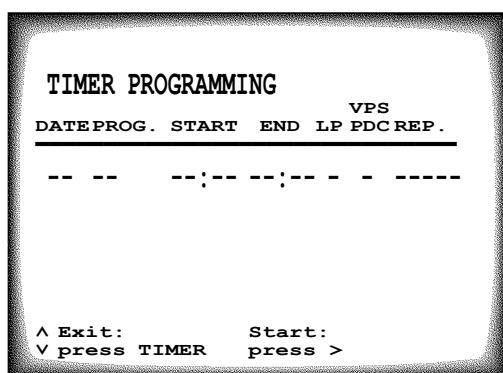 TIMER PROGRAMMING
VPS
DATE PROG. START END LP PDC REP.
-- -- --:-- --:-- - - -----
^ Exit: Start:
v press TIMER press >